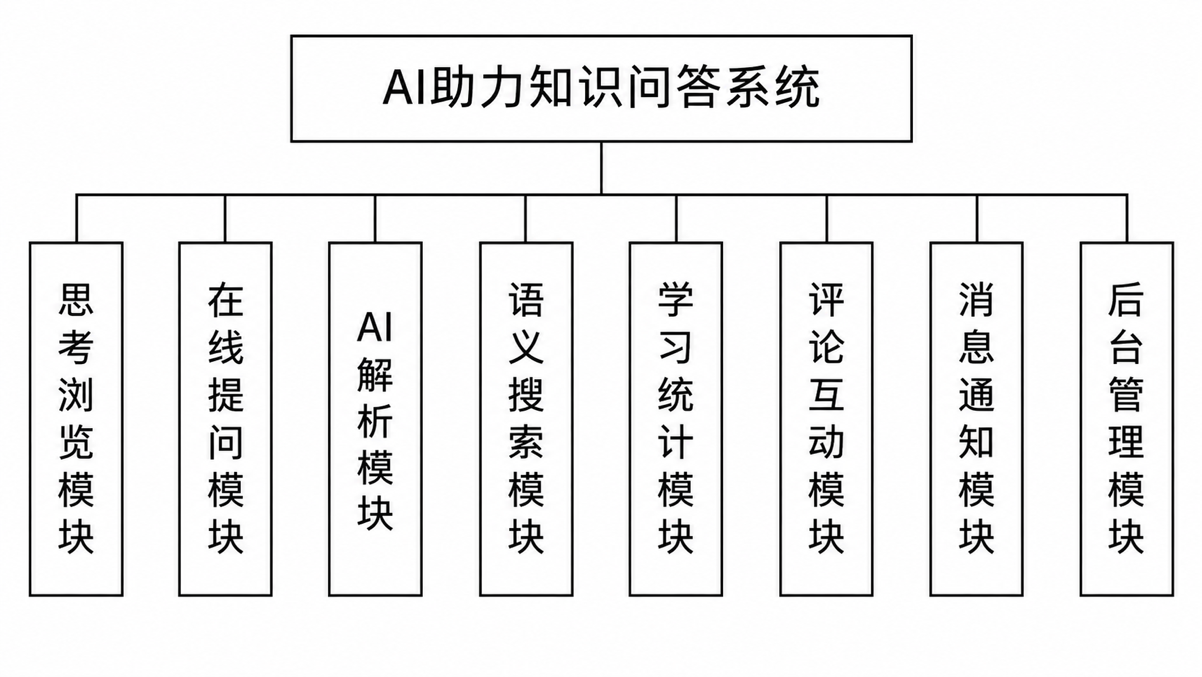 AI助力知识问答系统
思考浏览模块
在线提问模块
AI解析模块
语义搜索模块
学习统计模块
评论互动模块
消息通知模块
后台管理模块